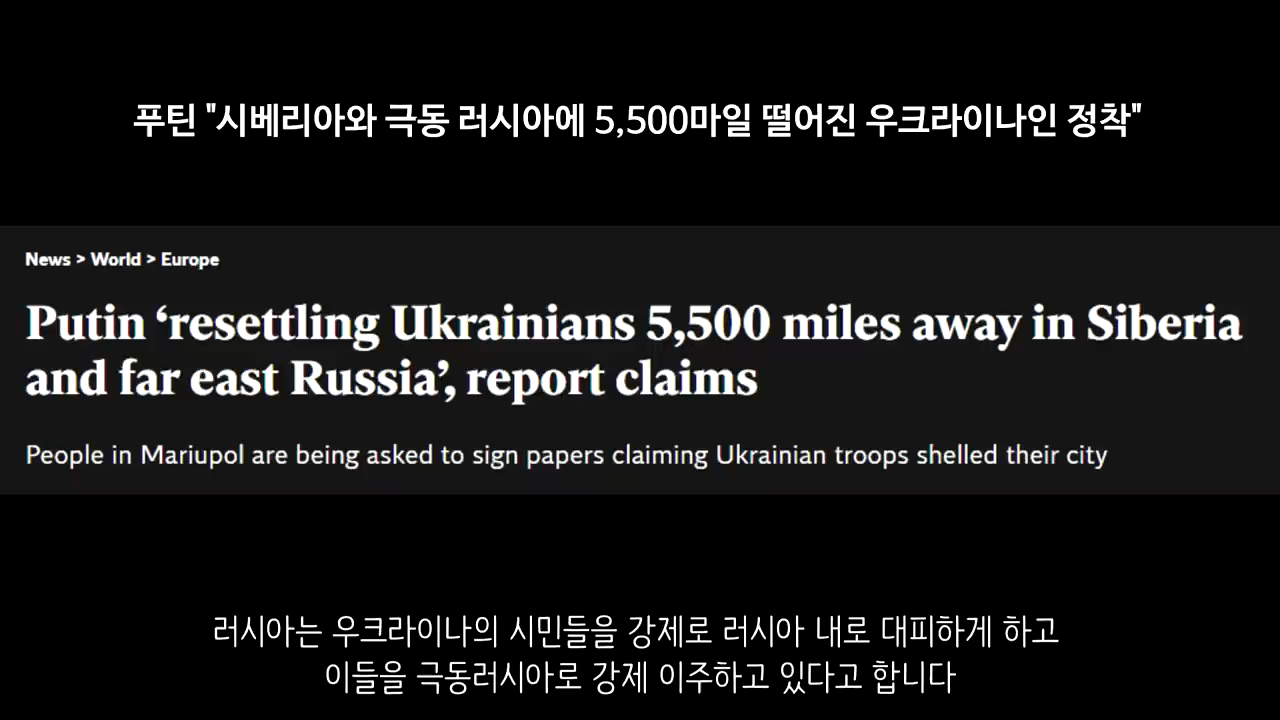 푸틴 "시베리아와 극동 러시아에 5,500마일 떨어진 우크라이나인 정착"
News > World > Europe
Putin ‘resettling Ukrainians 5,500 miles away in Siberia
and far east Russia’, report claims
People in Mariupol are being asked to sign papers claiming Ukrainian troops shelled their city
러시아는 우크라이나의 시민들을 강제로 러시아 내로 대피하게 하고
이들을 극동러시아로 강제 이주하고 있다고 합니다